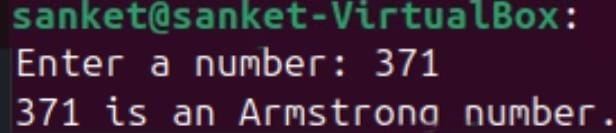 sanket@sanket-VirtualBox:
Enter a number: 371
371 is an Armstrong number.